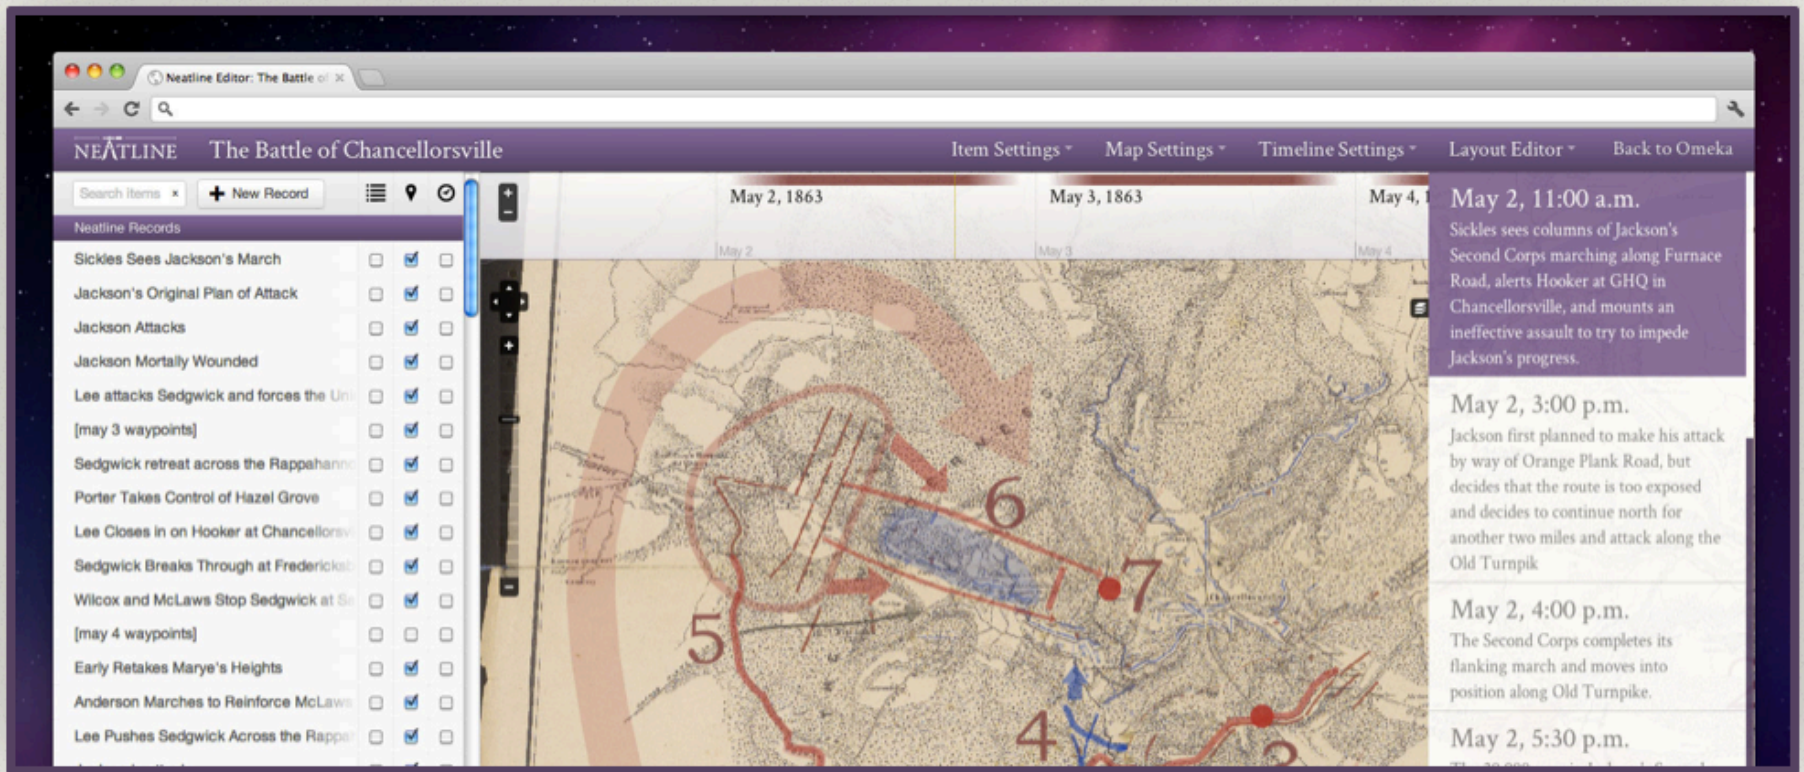 Neatline Editor: The Battle of
NEATLINE
The Battle of Chancellorsville
Item Settings
Map Settings
Timeline Settings
Layout Editor
Back to Omeka
Search Items x
+ New Record
Neatline Records
Sickles Sees Jackson's March
Jackson's Original Plan of Attack
Jackson Attacks
Jackson Mortally Wounded
Lee attacks Sedgwick and forces the
[may 3 waypoints]
Sedgwick retreat across the
Porter Takes Control of Hazel Grove
Lee Closes in on Hooker at
Sedgwick Breaks Through at
Wilcox and McLaws Stop Sedgwick at
[may 4 waypoints]
Early Retakes Marye's Heights
Anderson Marches to Reinforce McLaws
Lee Pushes Sedgwick Across the
May 2, 1863
May 3, 1863
May 4, 1
May 2
May 3
May 4
6
7
5
4
3
May 2, 11:00 a.m.
Sickles sees columns of Jackson's
Second Corps marching along Furnace
Road, alerts Hooker at GHQ in
Chancellorsville, and mounts an
ineffective assault to try to impede
Jackson's progress.
May 2, 3:00 p.m.
Jackson first planned to make his attack
by way of Orange Plank Road, but
decides that the route is too exposed
and decides to continue north for
another two miles and attack along the
Old Turnpik
May 2, 4:00 p.m.
The Second Corps completes its
flanking march and moves into
position along Old Turnpike.
May 2, 5:30 p.m.